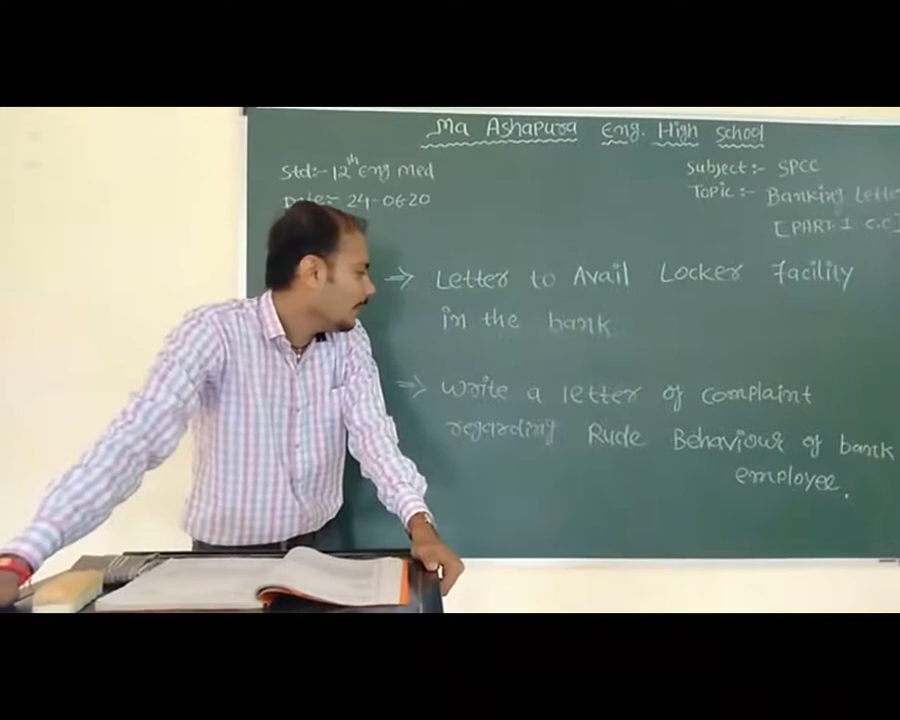 Ma Ashapura Eng. High School
Std:- 12th Eng Med
Subject:- SPCC
Date:- 24-06-20
Topic:- Banking Lette
[PART-1 C.C]
⇒ Letter to Avail Locker facility
in the bank
⇒ write a letter of complaint
regarding Rude Behaviour of bank
employee.